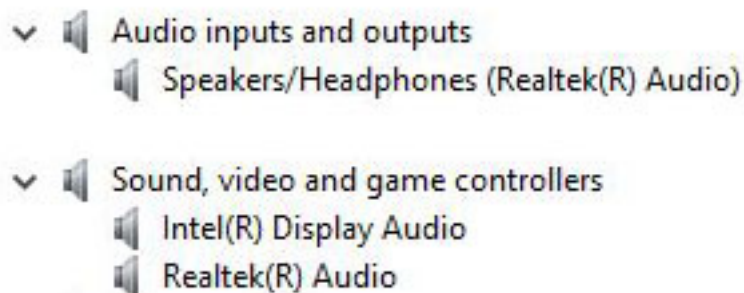 Audio inputs and outputs
Speakers/Headphones (Realtek(R) Audio)
Sound, video and game controllers
Intel(R) Display Audio
Realtek(R) Audio